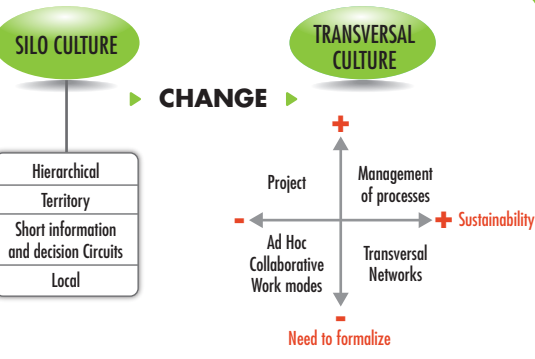 SILO CULTURE
TRANSVERSAL
CULTURE
CHANGE
Hierarchical
Territory
Short information
and decision Circuits
Local
+
Project
Management
of processes
-
+ Sustainability
Ad Hoc
Collaborative
Work modes
Transversal
Networks
-
Need to formalize